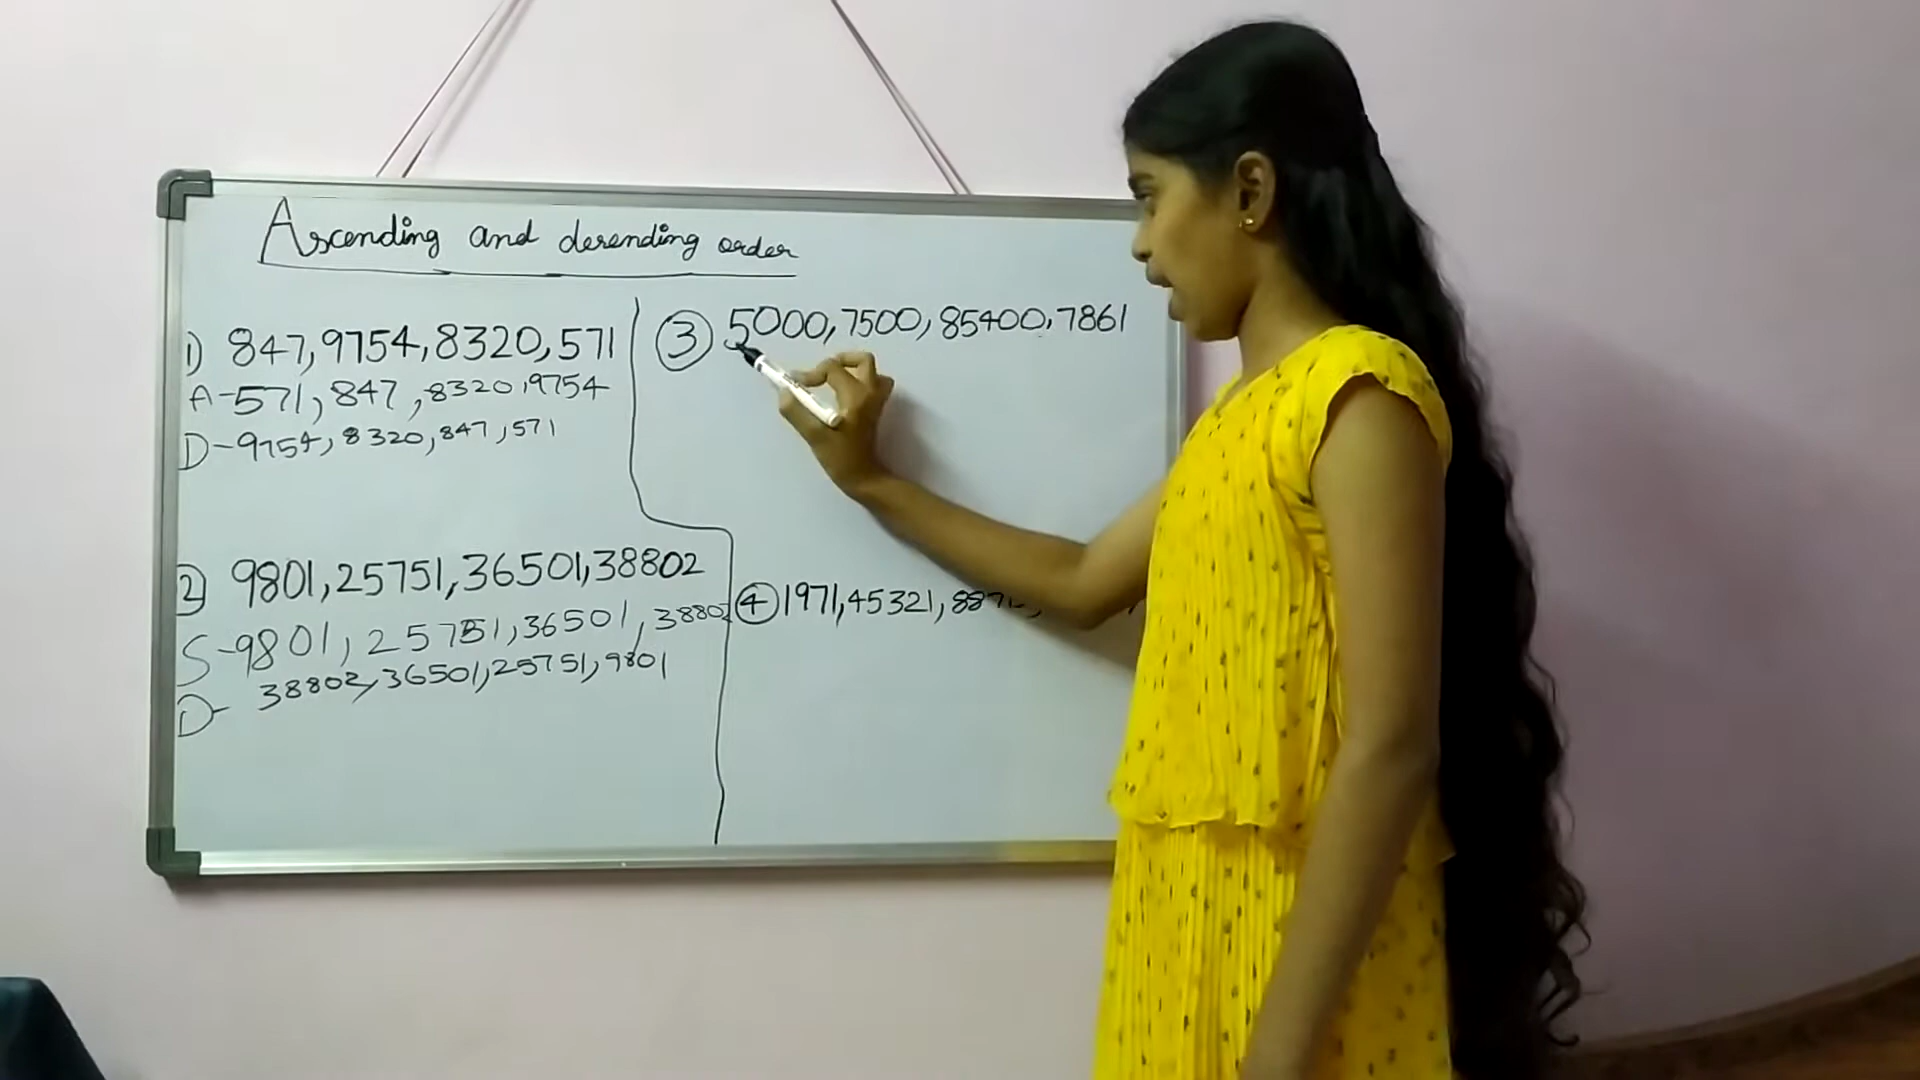 Ascending and desending order
1) 847,9754,8320,571
A-571,847,8320,9754
D-9754,8320,847,571
2) 9801,25751,36501,38802
S-9801,25751,36501,38802
D-38802,36501,25751,9801
3 5000,7500,85400,7861
4 1971,45321,